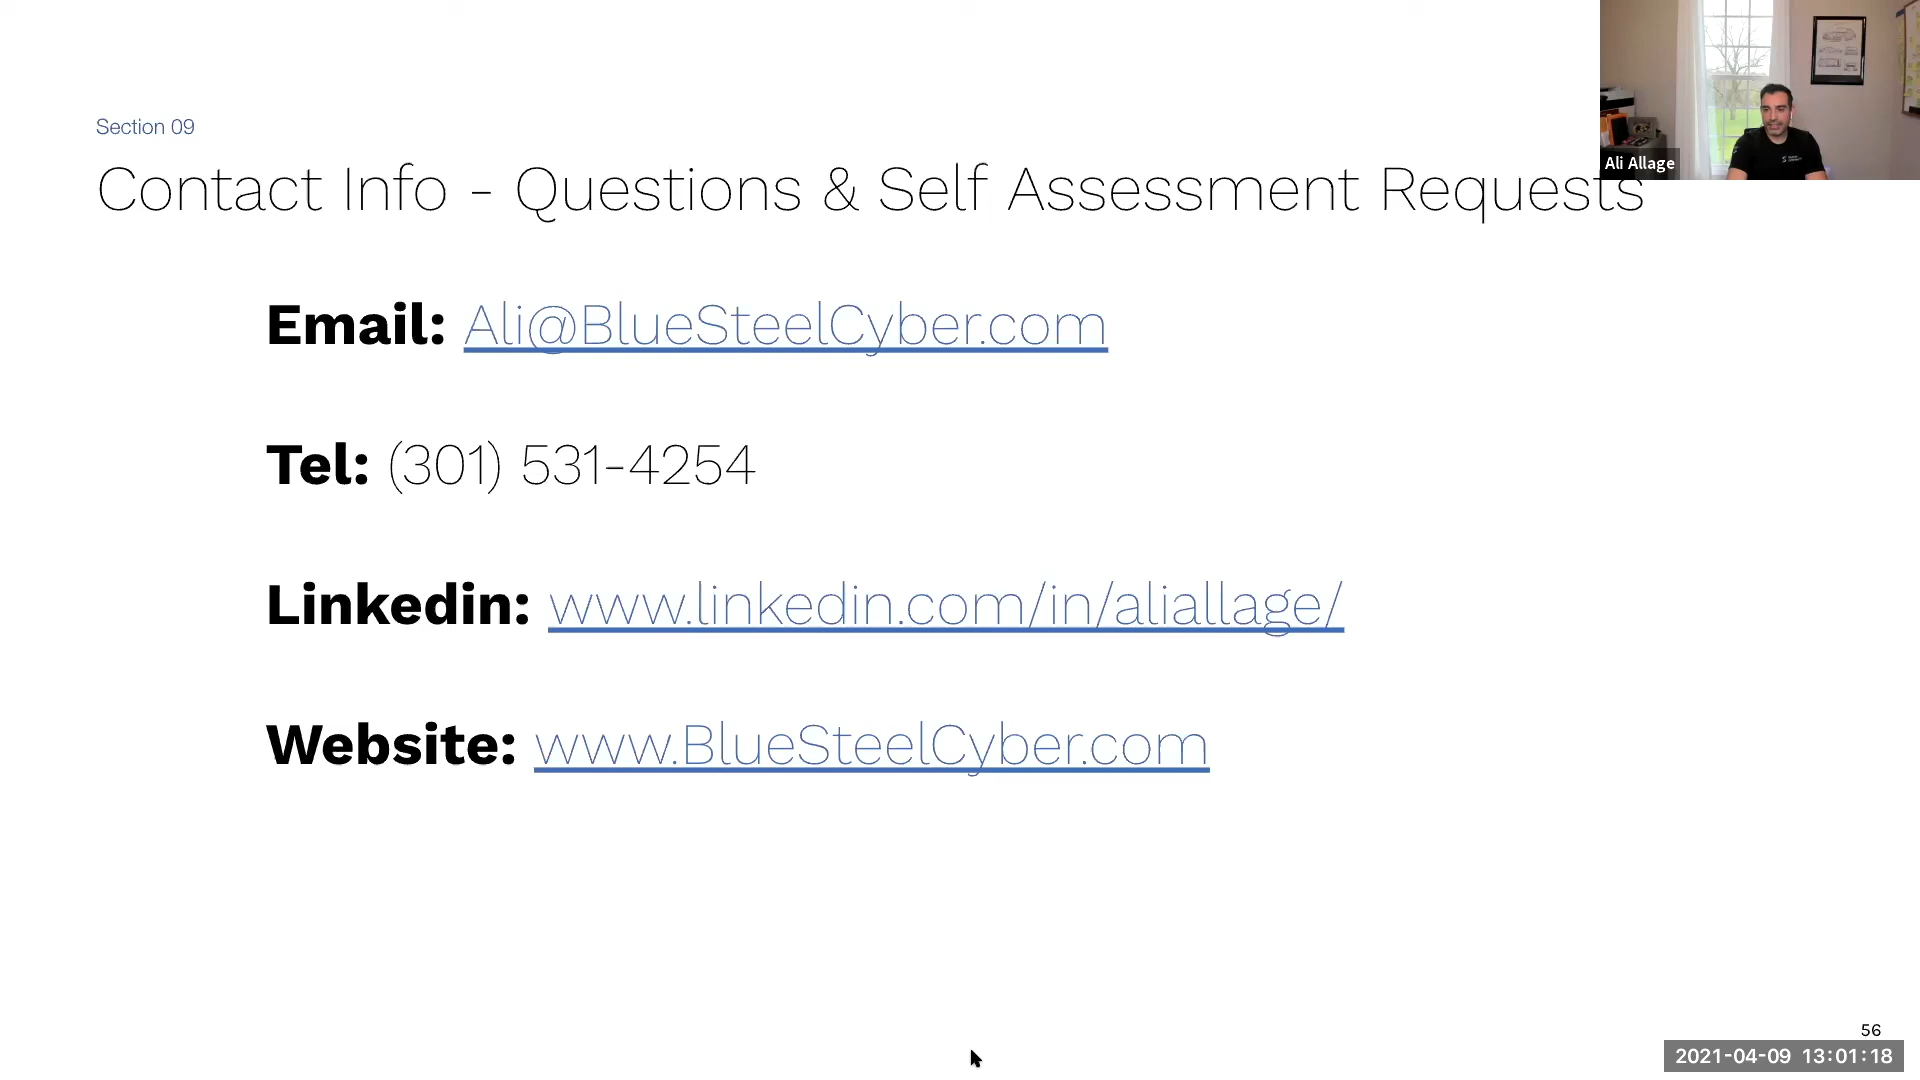 Section 09
Contact Info - Questions & Self Assessment Requests
Ali Allage
Email: Ali@BlueSteelCyber.com
Tel: (301) 531-4254
Linkedin: www.linkedin.com/in/aliallage/
Website: www.BlueSteelCyber.com
56
2021-04-09 13:01:18